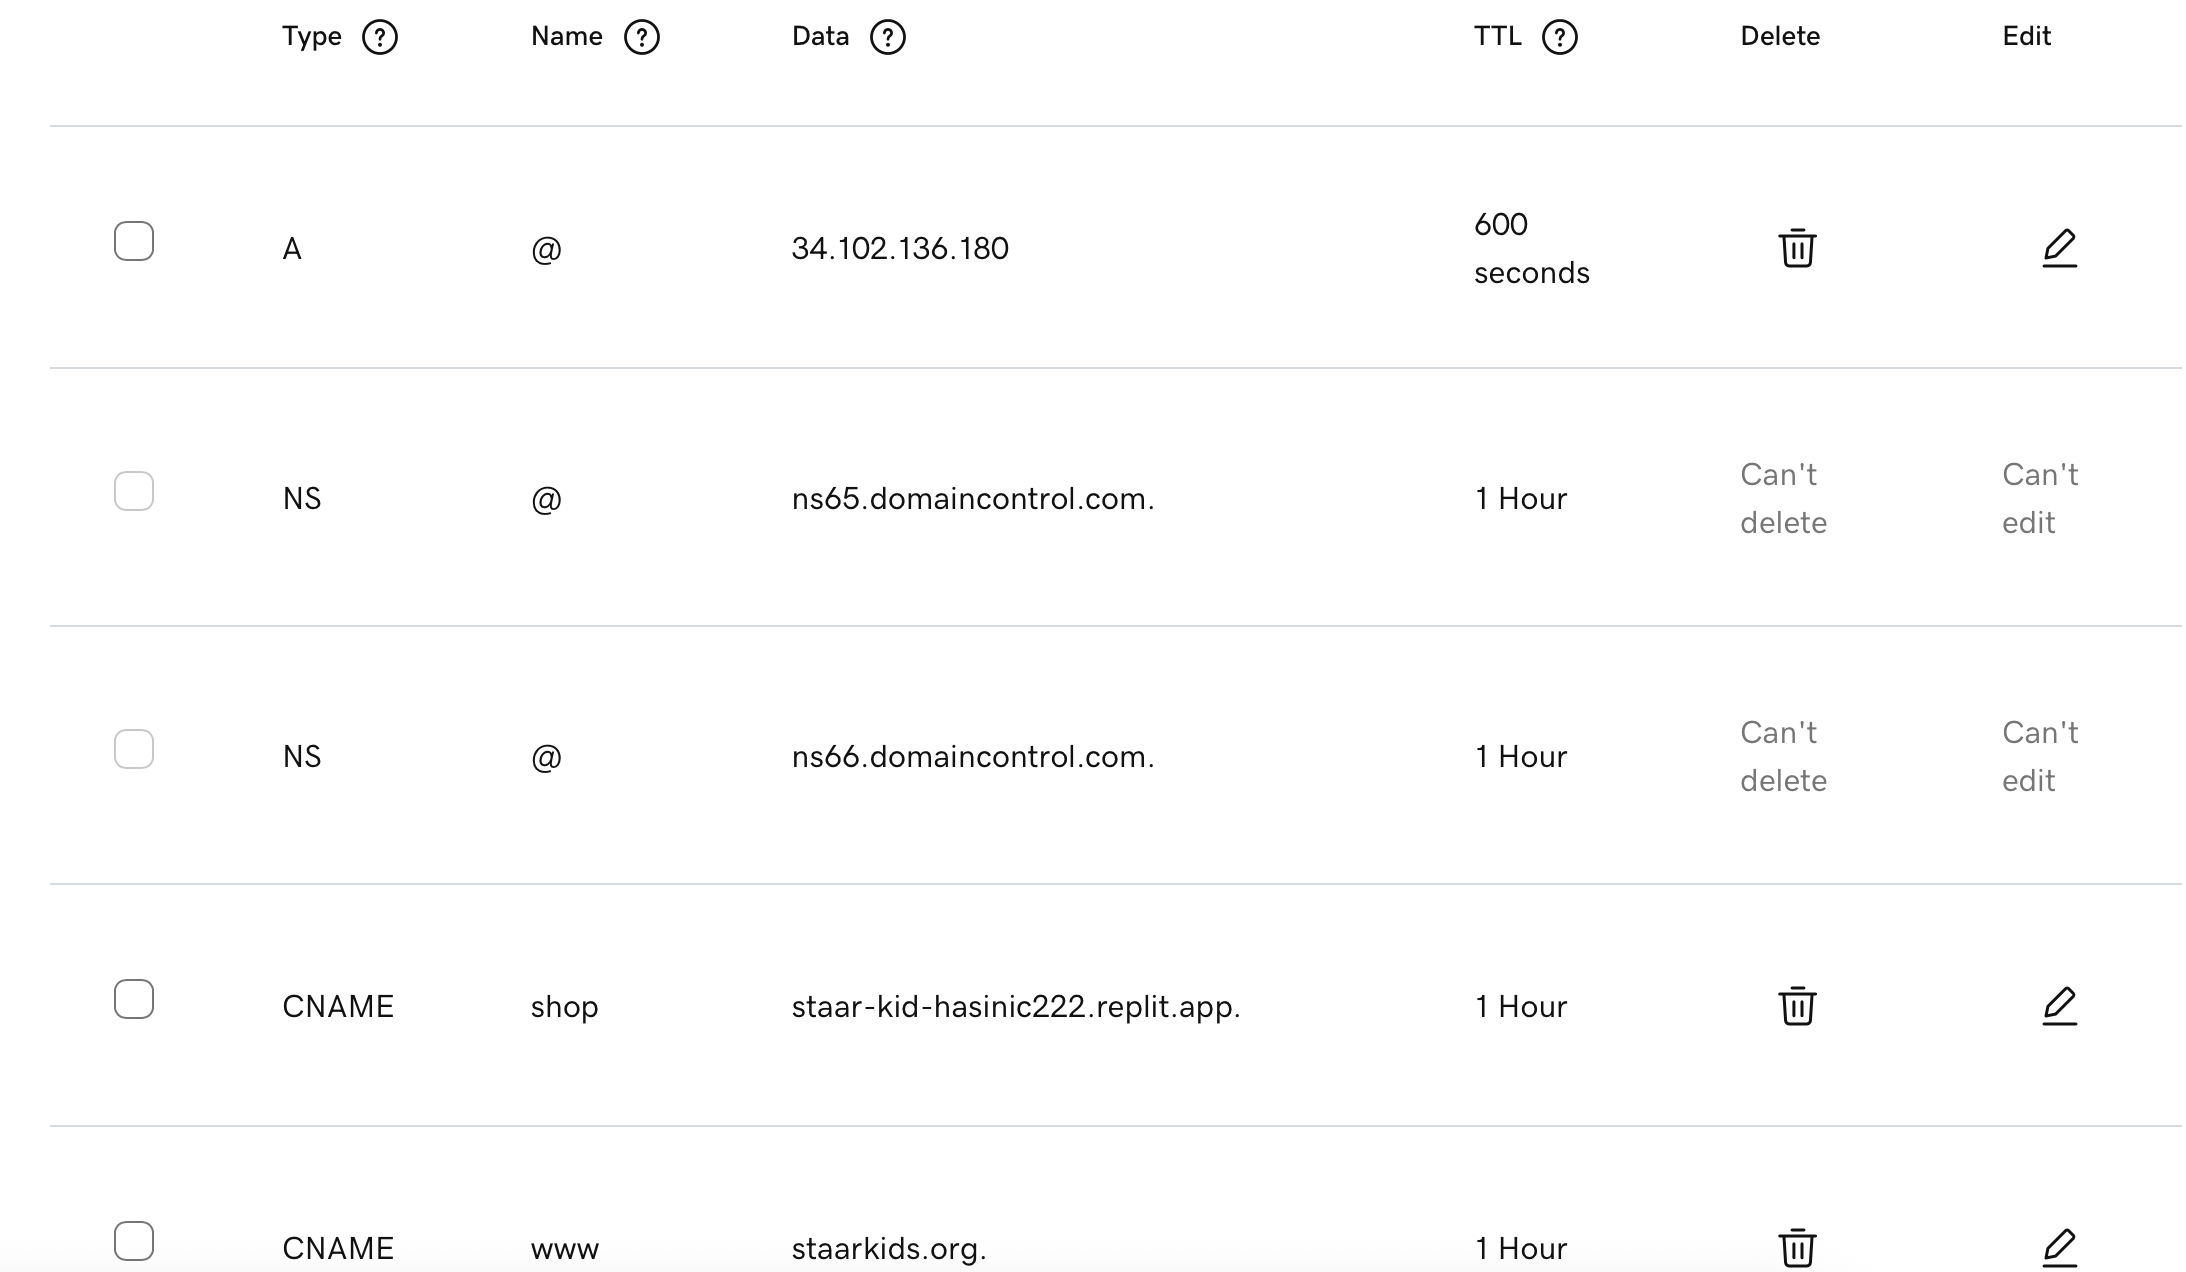 Type ? Name ? Data ? TTL ? Delete Edit
A @ 34.102.136.180 600 seconds
NS @ ns65.domaincontrol.com. 1 Hour Can't delete Can't edit
NS @ ns66.domaincontrol.com. 1 Hour Can't delete Can't edit
CNAME shop staar-kid-hasinic222.replit.app. 1 Hour
CNAME www staarkids.org. 1 Hour